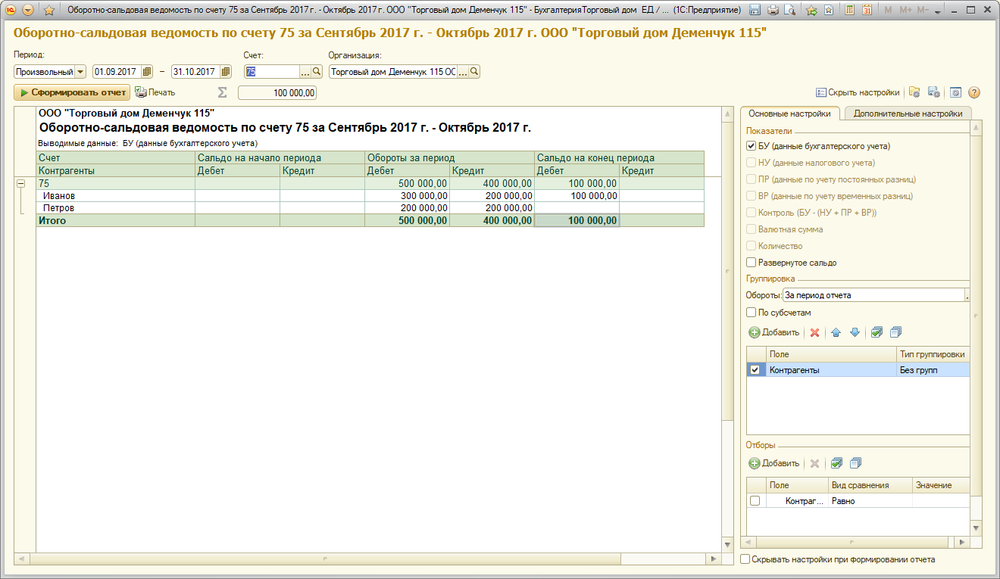 Оборотно-сальдовая ведомость по счету 75 за Сентябрь 2017 г. - Октябрь 2017 г. ООО "Торговый дом Деменчук 115" - БухгалтерияТорговый дом ЕД / ... (1С:Предприятие)
M M+ M-
Оборотно-сальдовая ведомость по счету 75 за Сентябрь 2017 г. - Октябрь 2017 г. ООО "Торговый дом Деменчук 115"
Период: Счет: Организация:
Произвольный 01.09.2017 – 31.10.2017 75 ... Торговый дом Деменчук 115 ОС ...
Сформировать отчет Печать Σ 100 000,00 Скрыть настройки
ООО "Торговый дом Деменчук 115"
Оборотно-сальдовая ведомость по счету 75 за Сентябрь 2017 г. - Октябрь 2017 г.
Выводимые данные: БУ (данные бухгалтерского учета)
Счет Сальдо на начало периода Обороты за период Сальдо на конец периода
Контрагенты Дебет Кредит Дебет Кредит Дебет Кредит
75 500 000,00 400 000,00 100 000,00
Иванов 300 000,00 200 000,00 100 000,00
Петров 200 000,00 200 000,00
Итого 500 000,00 400 000,00 100 000,00
Основные настройки Дополнительные настройки
Показатели
БУ (данные бухгалтерского учета)
НУ (данные налогового учета)
ПР (данные по учету постоянных разниц)
ВР (данные по учету временных разниц)
Контроль (БУ - (НУ + ПР + ВР))
Валютная сумма
Количество
Развернутое сальдо
Группировка
Обороты: За период отчета
По субсчетам
Добавить
Поле Тип группировки
Контрагенты Без групп
Отборы
Добавить
Поле Вид сравнения Значение
Контраг... Равно
Скрывать настройки при формировании отчета